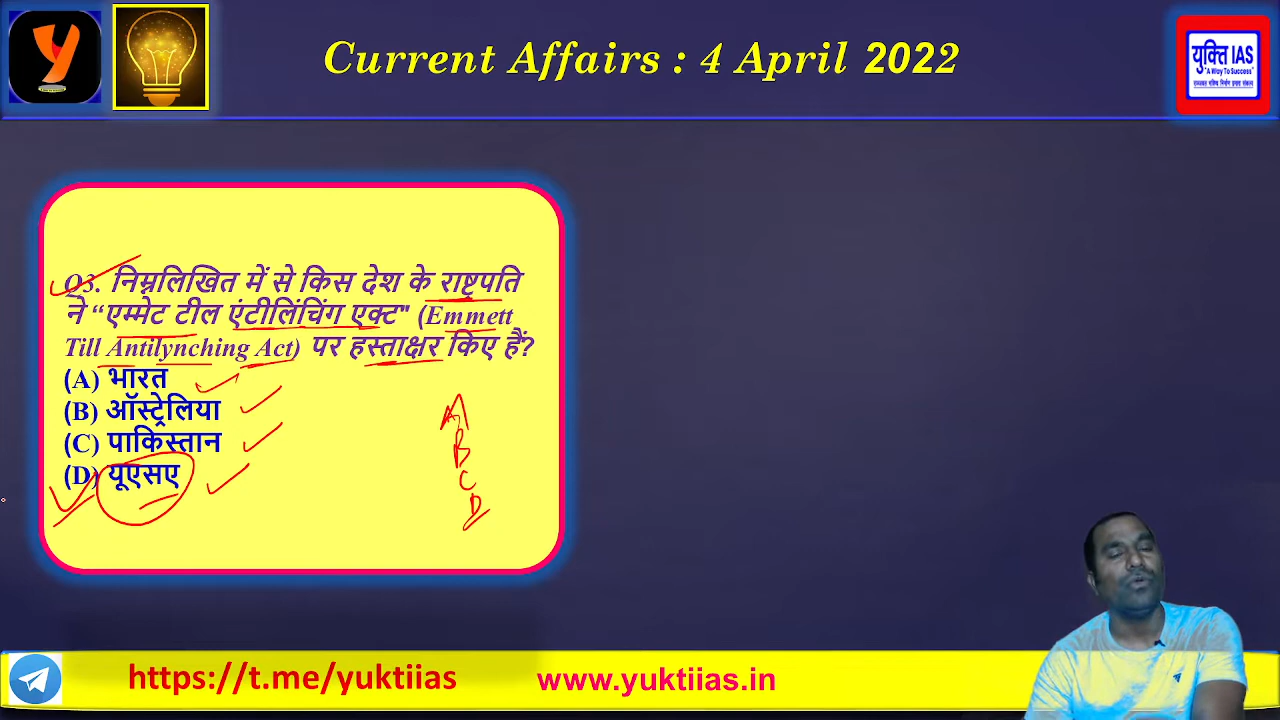 Current Affairs : 4 April 2022
युक्ति IAS
"A Way To Success"
Q3. निम्नलिखित में से किस देश के राष्ट्रपति
ने “एम्मेट टील एंटीलिंचिंग एक्ट" (Emmett
Till Antilynching Act) पर हस्ताक्षर किए हैं?
(A) भारत
(B) ऑस्ट्रेलिया
(C) पाकिस्तान
(D) यूएसए
A
B
C
D
https://t.me/yuktiias
www.yuktiias.in